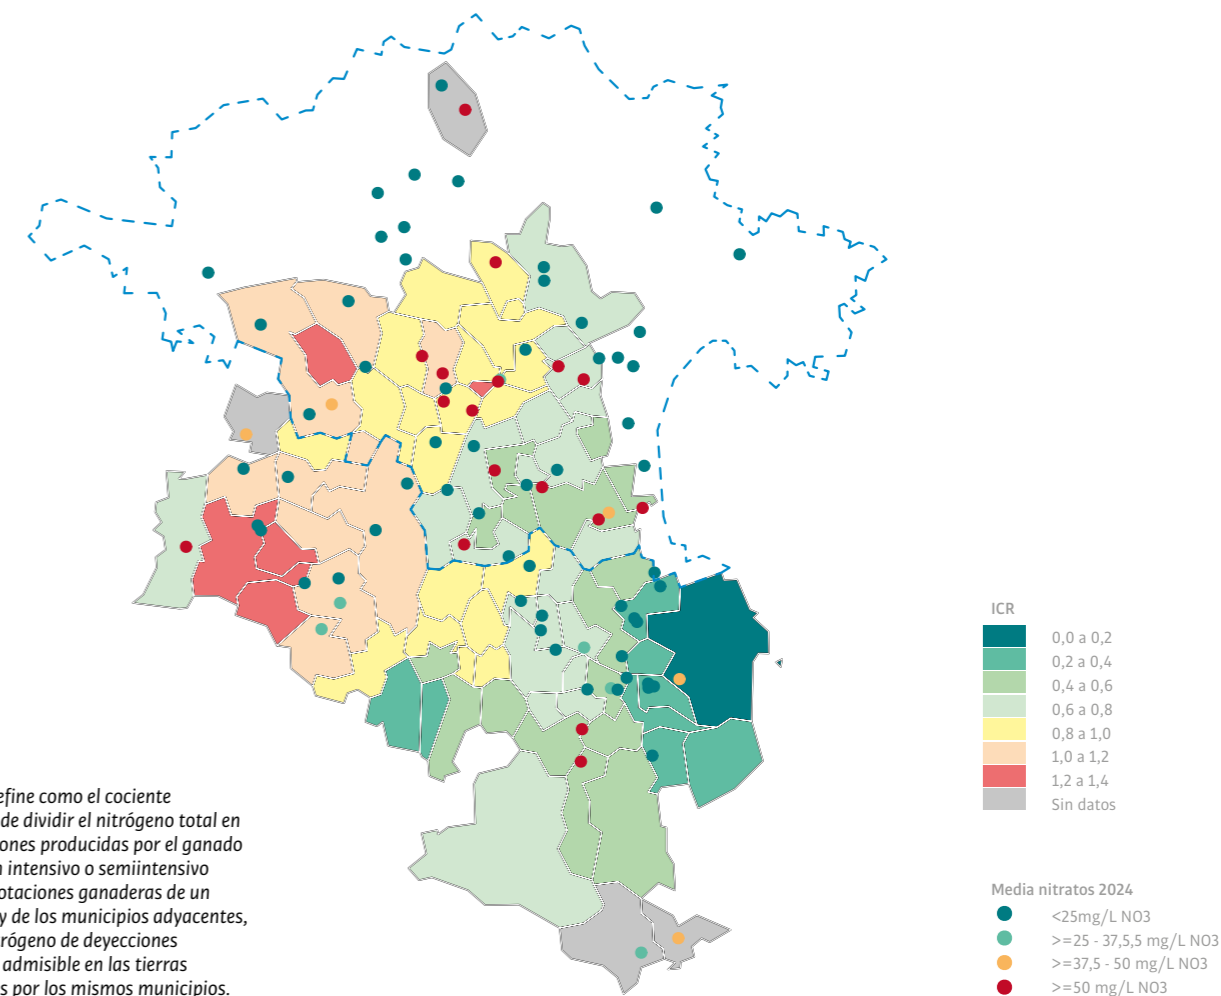 ICR
0,0 a 0,2
0,2 a 0,4
0,4 a 0,6
0,6 a 0,8
0,8 a 1,0
1,0 a 1,2
1,2 a 1,4
Sin datos
efine como el cociente
de dividir el nitrógeno total en
ones producidas por el ganado
n intensivo o semiintensivo
otaciones ganaderas de un
y de los municipios adyacentes,
rógeno de deyecciones
admisible en las tierras
s por los mismos municipios.
Media nitratos 2024
<25mg/L NO3
>=25 - 37,5,5 mg/L NO3
>=37,5 - 50 mg/L NO3
>=50 mg/L NO3